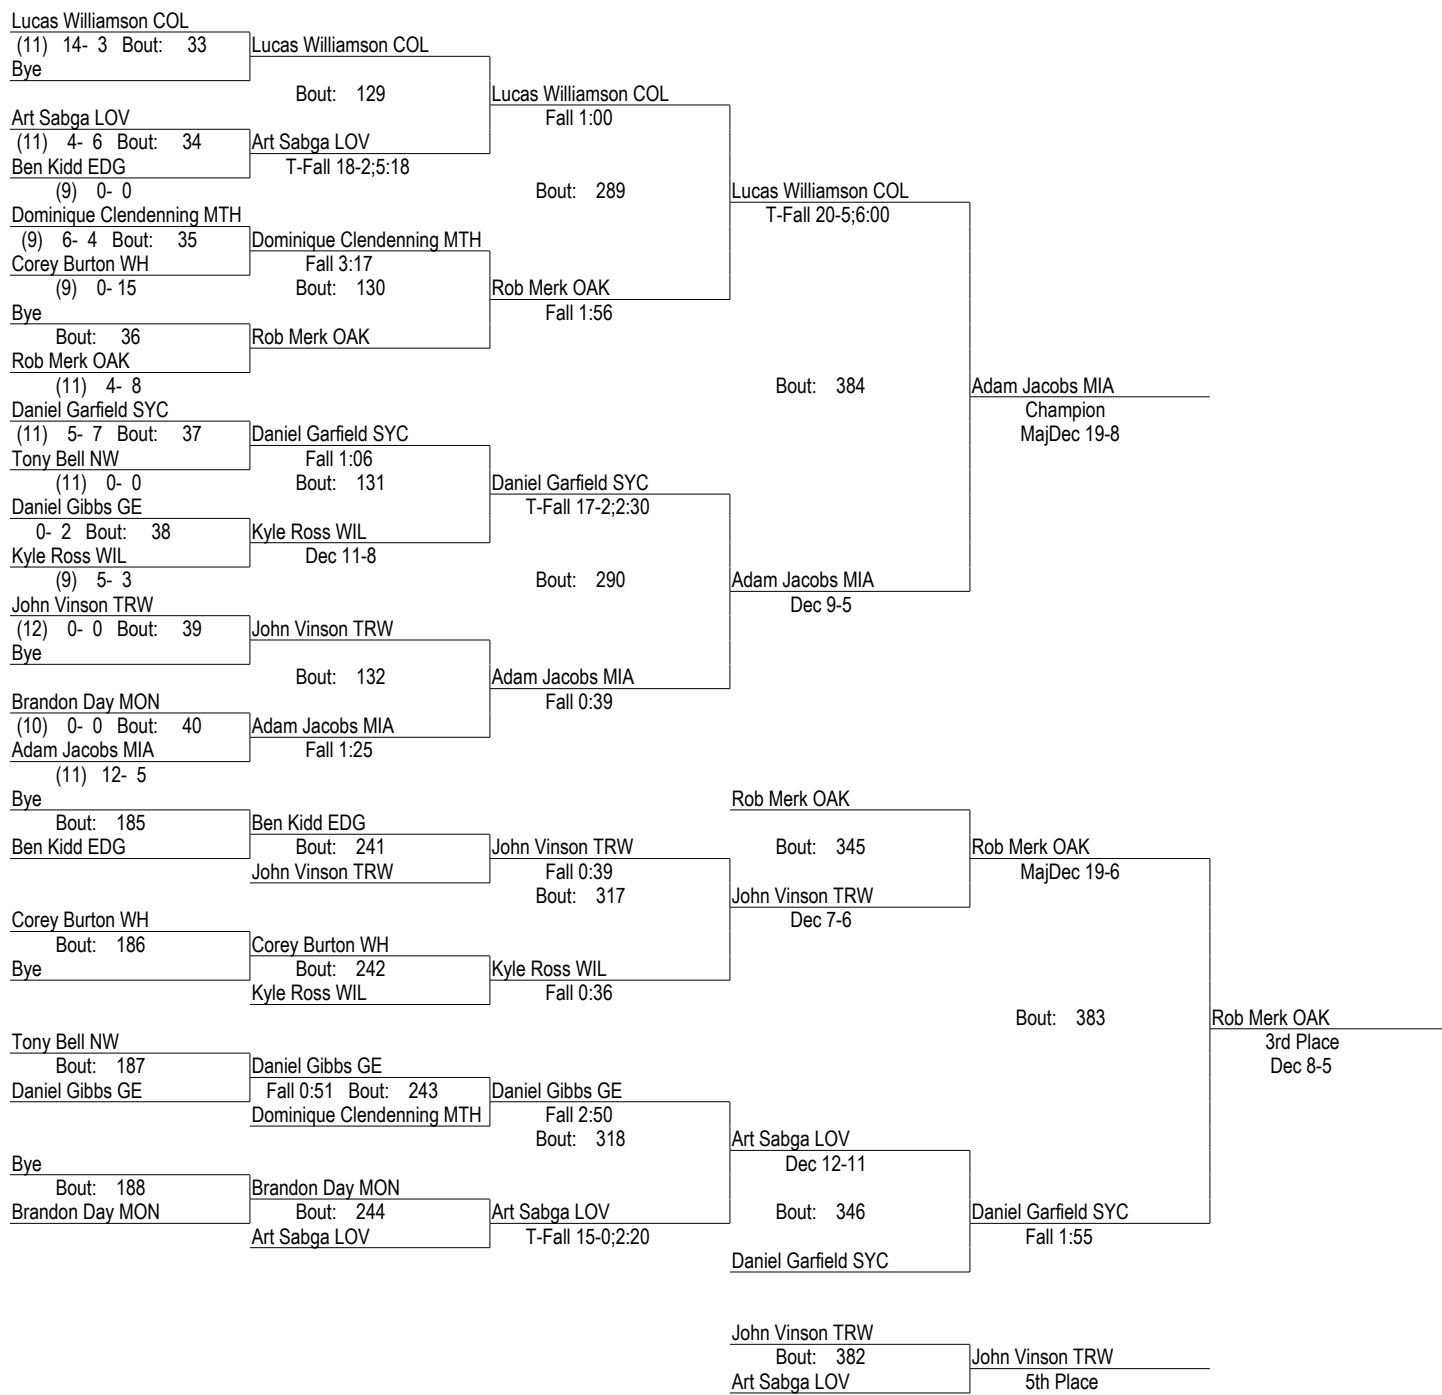 Lucas Williamson COL
(11) 14- 3 Bout: 33 Lucas Williamson COL
Bye
Bout: 129 Lucas Williamson COL
Art Sabga LOV Fall 1:00
(11) 4- 6 Bout: 34 Art Sabga LOV
Ben Kidd EDG T-Fall 18-2;5:18
(9) 0- 0 Bout: 289 Lucas Williamson COL
Dominique Clendenning MTH T-Fall 20-5;6:00
(9) 6- 4 Bout: 35 Dominique Clendenning MTH
Corey Burton WH Fall 3:17
(9) 0- 15 Bout: 130 Rob Merk OAK
Bye Fall 1:56
Bout: 36 Rob Merk OAK
Rob Merk OAK
(11) 4- 8 Bout: 384 Adam Jacobs MIA
Daniel Garfield SYC Champion
(11) 5- 7 Bout: 37 Daniel Garfield SYC MajDec 19-8
Tony Bell NW Fall 1:06
(11) 0- 0 Bout: 131 Daniel Garfield SYC
Daniel Gibbs GE T-Fall 17-2;2:30
0- 2 Bout: 38 Kyle Ross WIL
Kyle Ross WIL Dec 11-8
(9) 5- 3 Bout: 290 Adam Jacobs MIA
John Vinson TRW Dec 9-5
(12) 0- 0 Bout: 39 John Vinson TRW
Bye
Bout: 132 Adam Jacobs MIA
Brandon Day MON Fall 0:39
(10) 0- 0 Bout: 40 Adam Jacobs MIA
Adam Jacobs MIA Fall 1:25
(11) 12- 5
Bye Rob Merk OAK
Bout: 185 Ben Kidd EDG
Ben Kidd EDG Bout: 241 John Vinson TRW Bout: 345 Rob Merk OAK
John Vinson TRW Fall 0:39 MajDec 19-6
Bout: 317 John Vinson TRW
Corey Burton WH Dec 7-6
Bout: 186 Corey Burton WH
Bye Bout: 242 Kyle Ross WIL
Kyle Ross WIL Fall 0:36
Bout: 383 Rob Merk OAK
Tony Bell NW 3rd Place
Bout: 187 Daniel Gibbs GE Dec 8-5
Daniel Gibbs GE Fall 0:51 Bout: 243 Daniel Gibbs GE
Dominique Clendenning MTH Fall 2:50
Bout: 318 Art Sabga LOV
Bye Dec 12-11
Bout: 188 Brandon Day MON
Brandon Day MON Bout: 244 Art Sabga LOV Bout: 346 Daniel Garfield SYC
Art Sabga LOV T-Fall 15-0;2:20 Fall 1:55
Daniel Garfield SYC
John Vinson TRW
Bout: 382 John Vinson TRW
Art Sabga LOV 5th Place